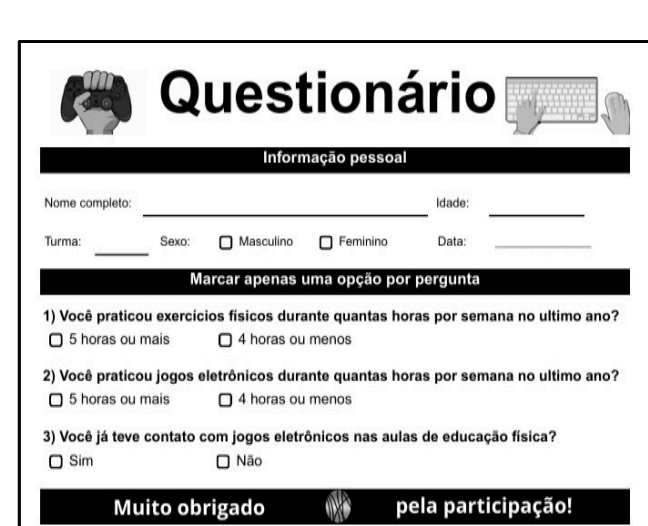 Questionário
Informação pessoal
Nome completo: Idade:
Turma: Sexo: Masculino Feminino Data:
Marcar apenas uma opção por pergunta
1) Você praticou exercícios físicos durante quantas horas por semana no ultimo ano?
5 horas ou mais 4 horas ou menos
2) Você praticou jogos eletrônicos durante quantas horas por semana no ultimo ano?
5 horas ou mais 4 horas ou menos
3) Você já teve contato com jogos eletrônicos nas aulas de educação física?
Sim Não
Muito obrigado pela participação!